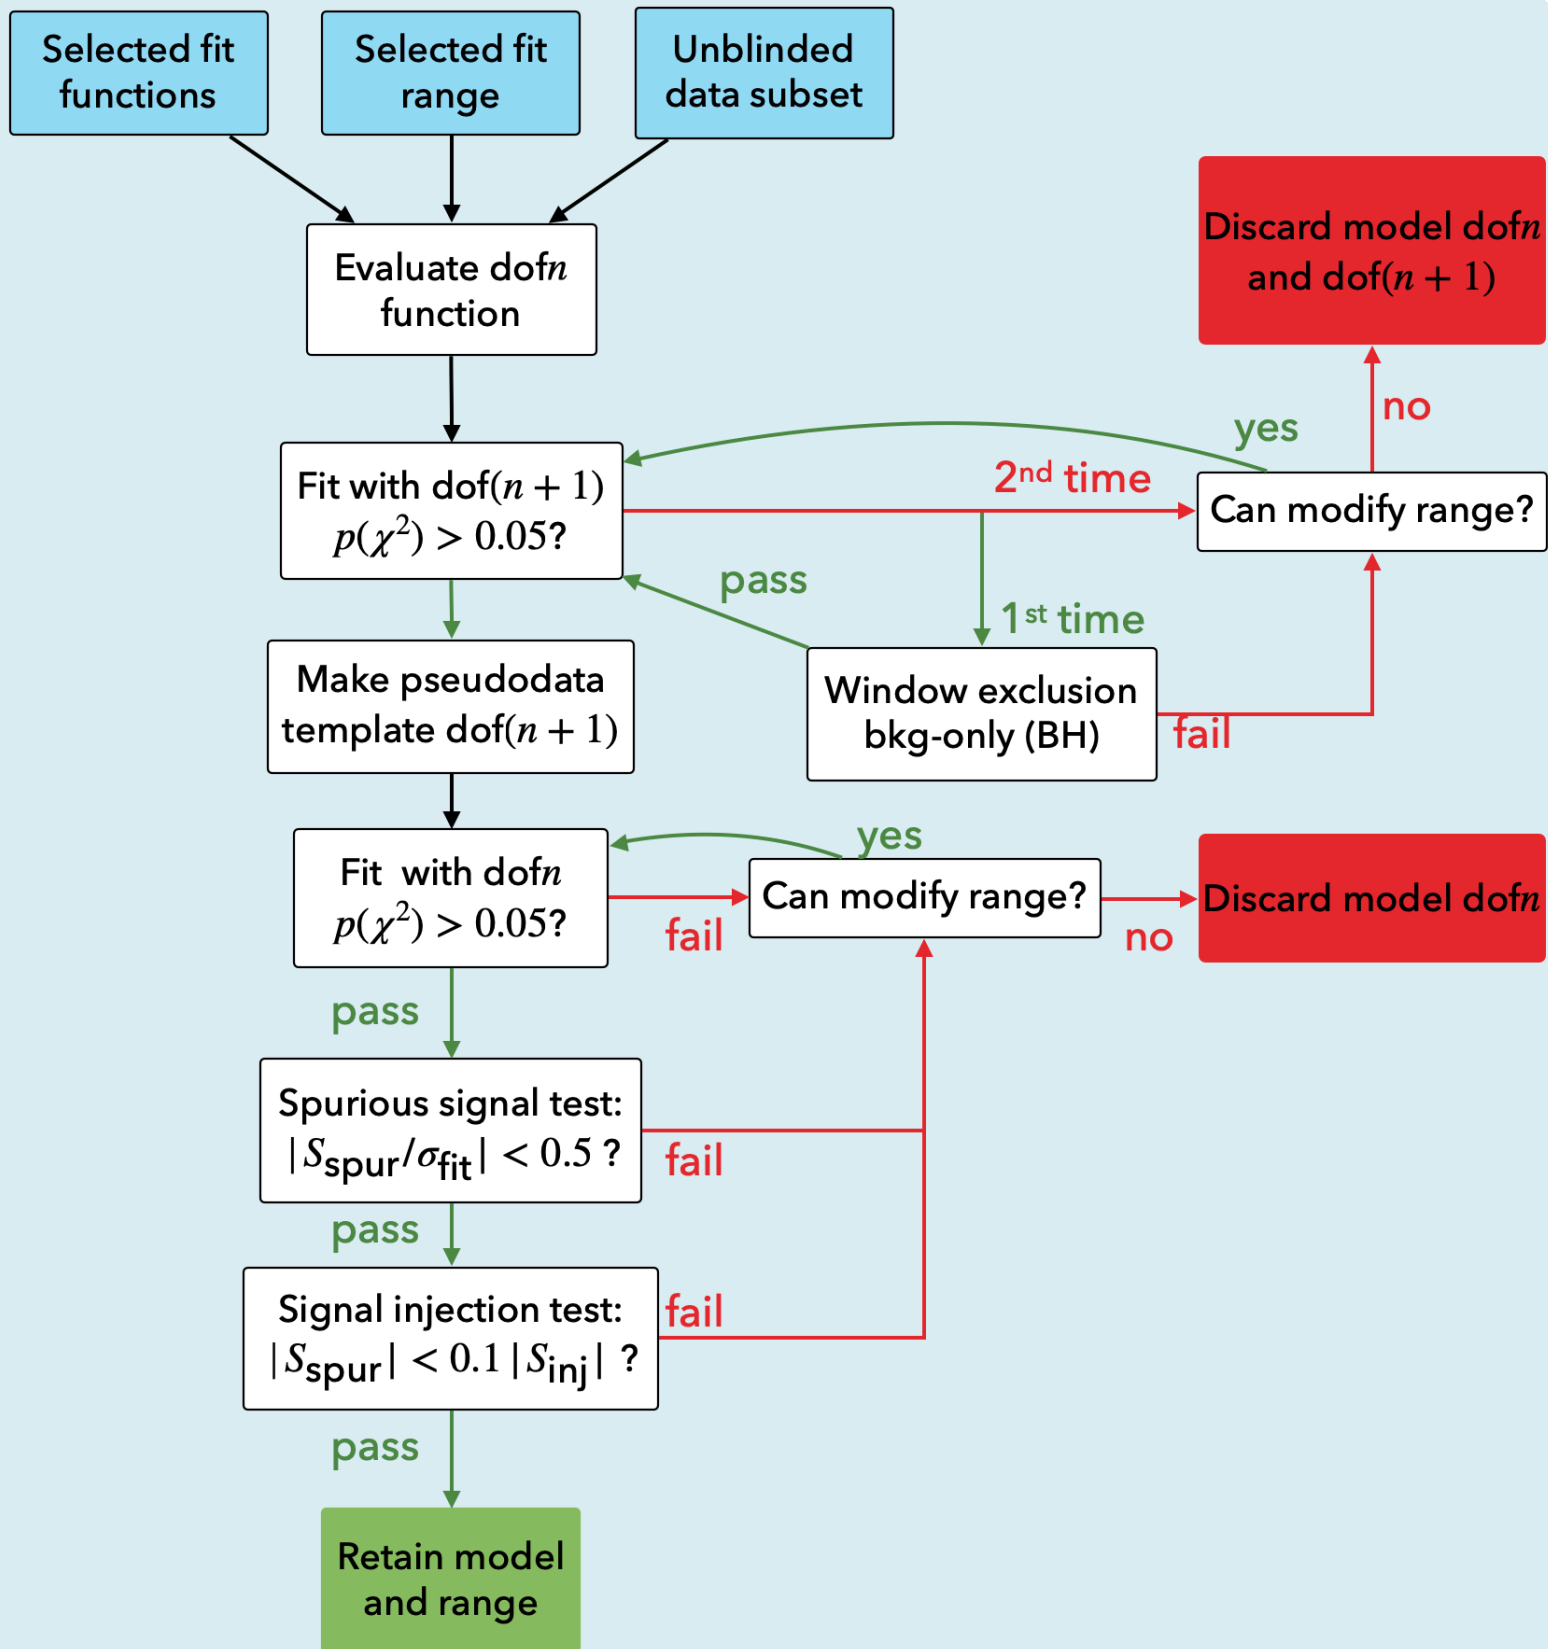 Selected fit
functions
Selected fit
range
Unblinded
data subset
Evaluate dofn
function
Discard model dofn
and dof(n + 1)
no
yes
2nd time
Fit with dof(n + 1)
p(χ²) > 0.05?
Can modify range?
pass
1st time
Make pseudodata
template dof(n + 1)
Window exclusion
bkg-only (BH)
fail
yes
Fit with dofn
p(χ²) > 0.05?
fail
Can modify range?
no
Discard model dofn
pass
Spurious signal test:
|Sspur/σfit| < 0.5 ?
fail
pass
Signal injection test:
|Sspur| < 0.1 |Sinj| ?
fail
pass
Retain model
and range